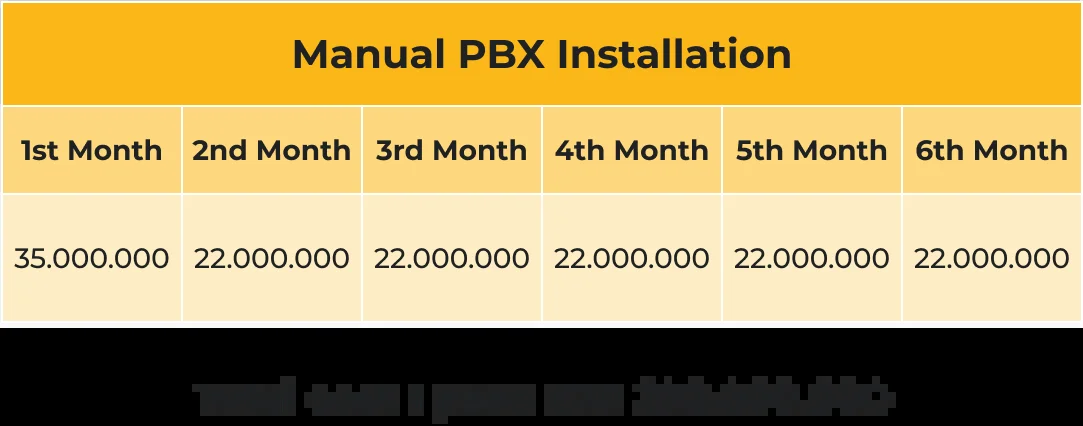 Manual PBX Installation
1st Month 2nd Month 3rd Month 4th Month 5th Month 6th Month
35.000.000 22.000.000 22.000.000 22.000.000 22.000.000 22.000.000